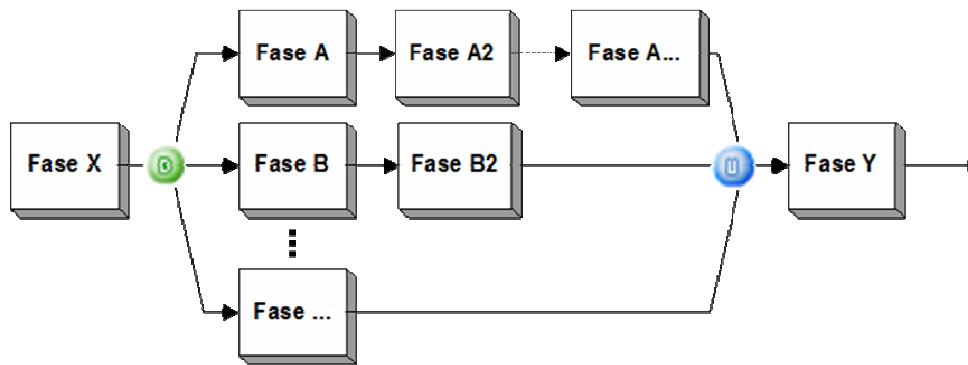 Fase A
Fase A2
Fase A...
Fase X
B
Fase B
Fase B2
U
Fase Y
Fase ...